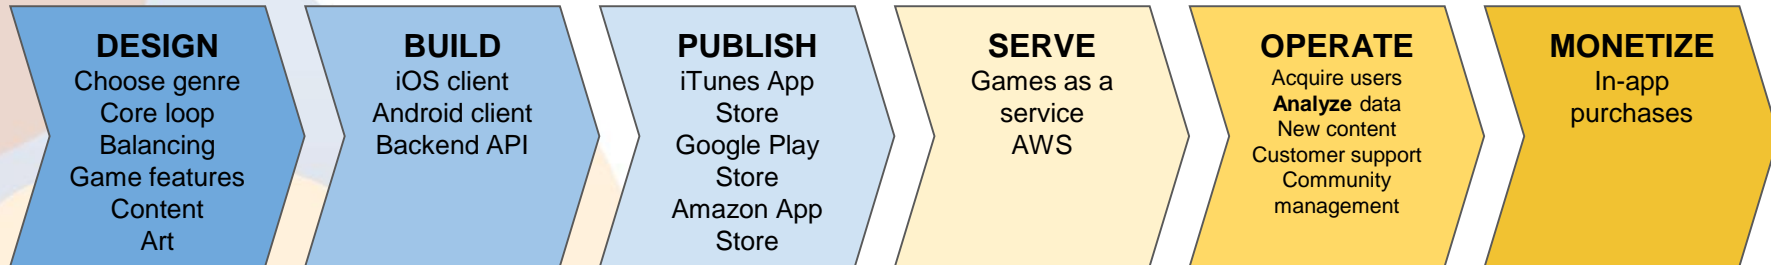 DESIGN
Choose genre
Core loop
Balancing
Game features
Content
Art
BUILD
iOS client
Android client
Backend API
PUBLISH
iTunes App
Store
Google Play
Store
Amazon App
Store
SERVE
Games as a
service
AWS
OPERATE
Acquire users
Analyze data
New content
Customer support
Community
management
MONETIZE
In-app
purchases